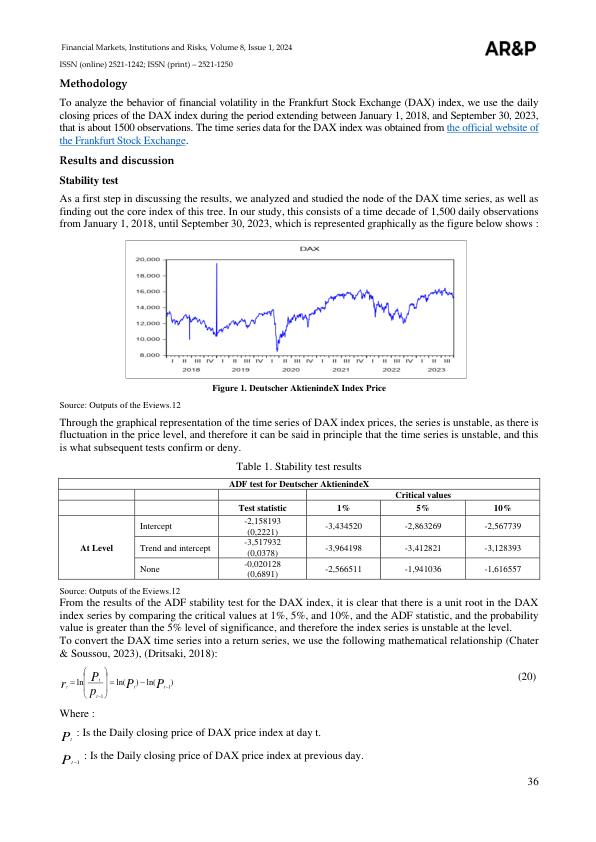 Financial Markets, Institutions and Risks, Volume 8, Issue 1, 2024
AR&P
ISSN (online) 2521-1242; ISSN (print) – 2521-1250
Methodology
To analyze the behavior of financial volatility in the Frankfurt Stock Exchange (DAX) index, we use the daily
closing prices of the DAX index during the period extending between January 1, 2018, and September 30, 2023,
that is about 1500 observations. The time series data for the DAX index was obtained from the official website of
the Frankfurt Stock Exchange.
Results and discussion
Stability test
As a first step in discussing the results, we analyzed and studied the node of the DAX time series, as well as
finding out the core index of this tree. In our study, this consists of a time decade of 1,500 daily observations
from January 1, 2018, until September 30, 2023, which is represented graphically as the figure below shows :
DAX
20,000
18,000
16,000
14,000
12,000
10,000
8,000
I II III IV I II III IV I II III IV I II III IV I II III IV I II III
2018 2019 2020 2021 2022 2023
Figure 1. Deutscher AktienindeX Index Price
Source: Outputs of the Eviews.12
Through the graphical representation of the time series of DAX index prices, the series is unstable, as there is
fluctuation in the price level, and therefore it can be said in principle that the time series is unstable, and this
is what subsequent tests confirm or deny.
Table 1. Stability test results
ADF test for Deutscher AktienindeX
Critical values
Test statistic 1% 5% 10%
At Level
Intercept -2,158193 (0,2221) -3,434520 -2,863269 -2,567739
Trend and intercept -3,517932 (0,0378) -3,964198 -3,412821 -3,128393
None -0,020128 (0,6891) -2,566511 -1,941036 -1,616557
Source: Outputs of the Eviews.12
From the results of the ADF stability test for the DAX index, it is clear that there is a unit root in the DAX
index series by comparing the critical values at 1%, 5%, and 10%, and the ADF statistic, and the probability
value is greater than the 5% level of significance, and therefore the index series is unstable at the level.
To convert the DAX time series into a return series, we use the following mathematical relationship (Chater
& Soussou, 2023), (Dritsaki, 2018):
r_t = ln(P_t / p_{t-1}) = ln(P_t) − ln(P_{t-1}) (20)
Where :
P_t : Is the Daily closing price of DAX price index at day t.
P_{t-1} : Is the Daily closing price of DAX price index at previous day.
36